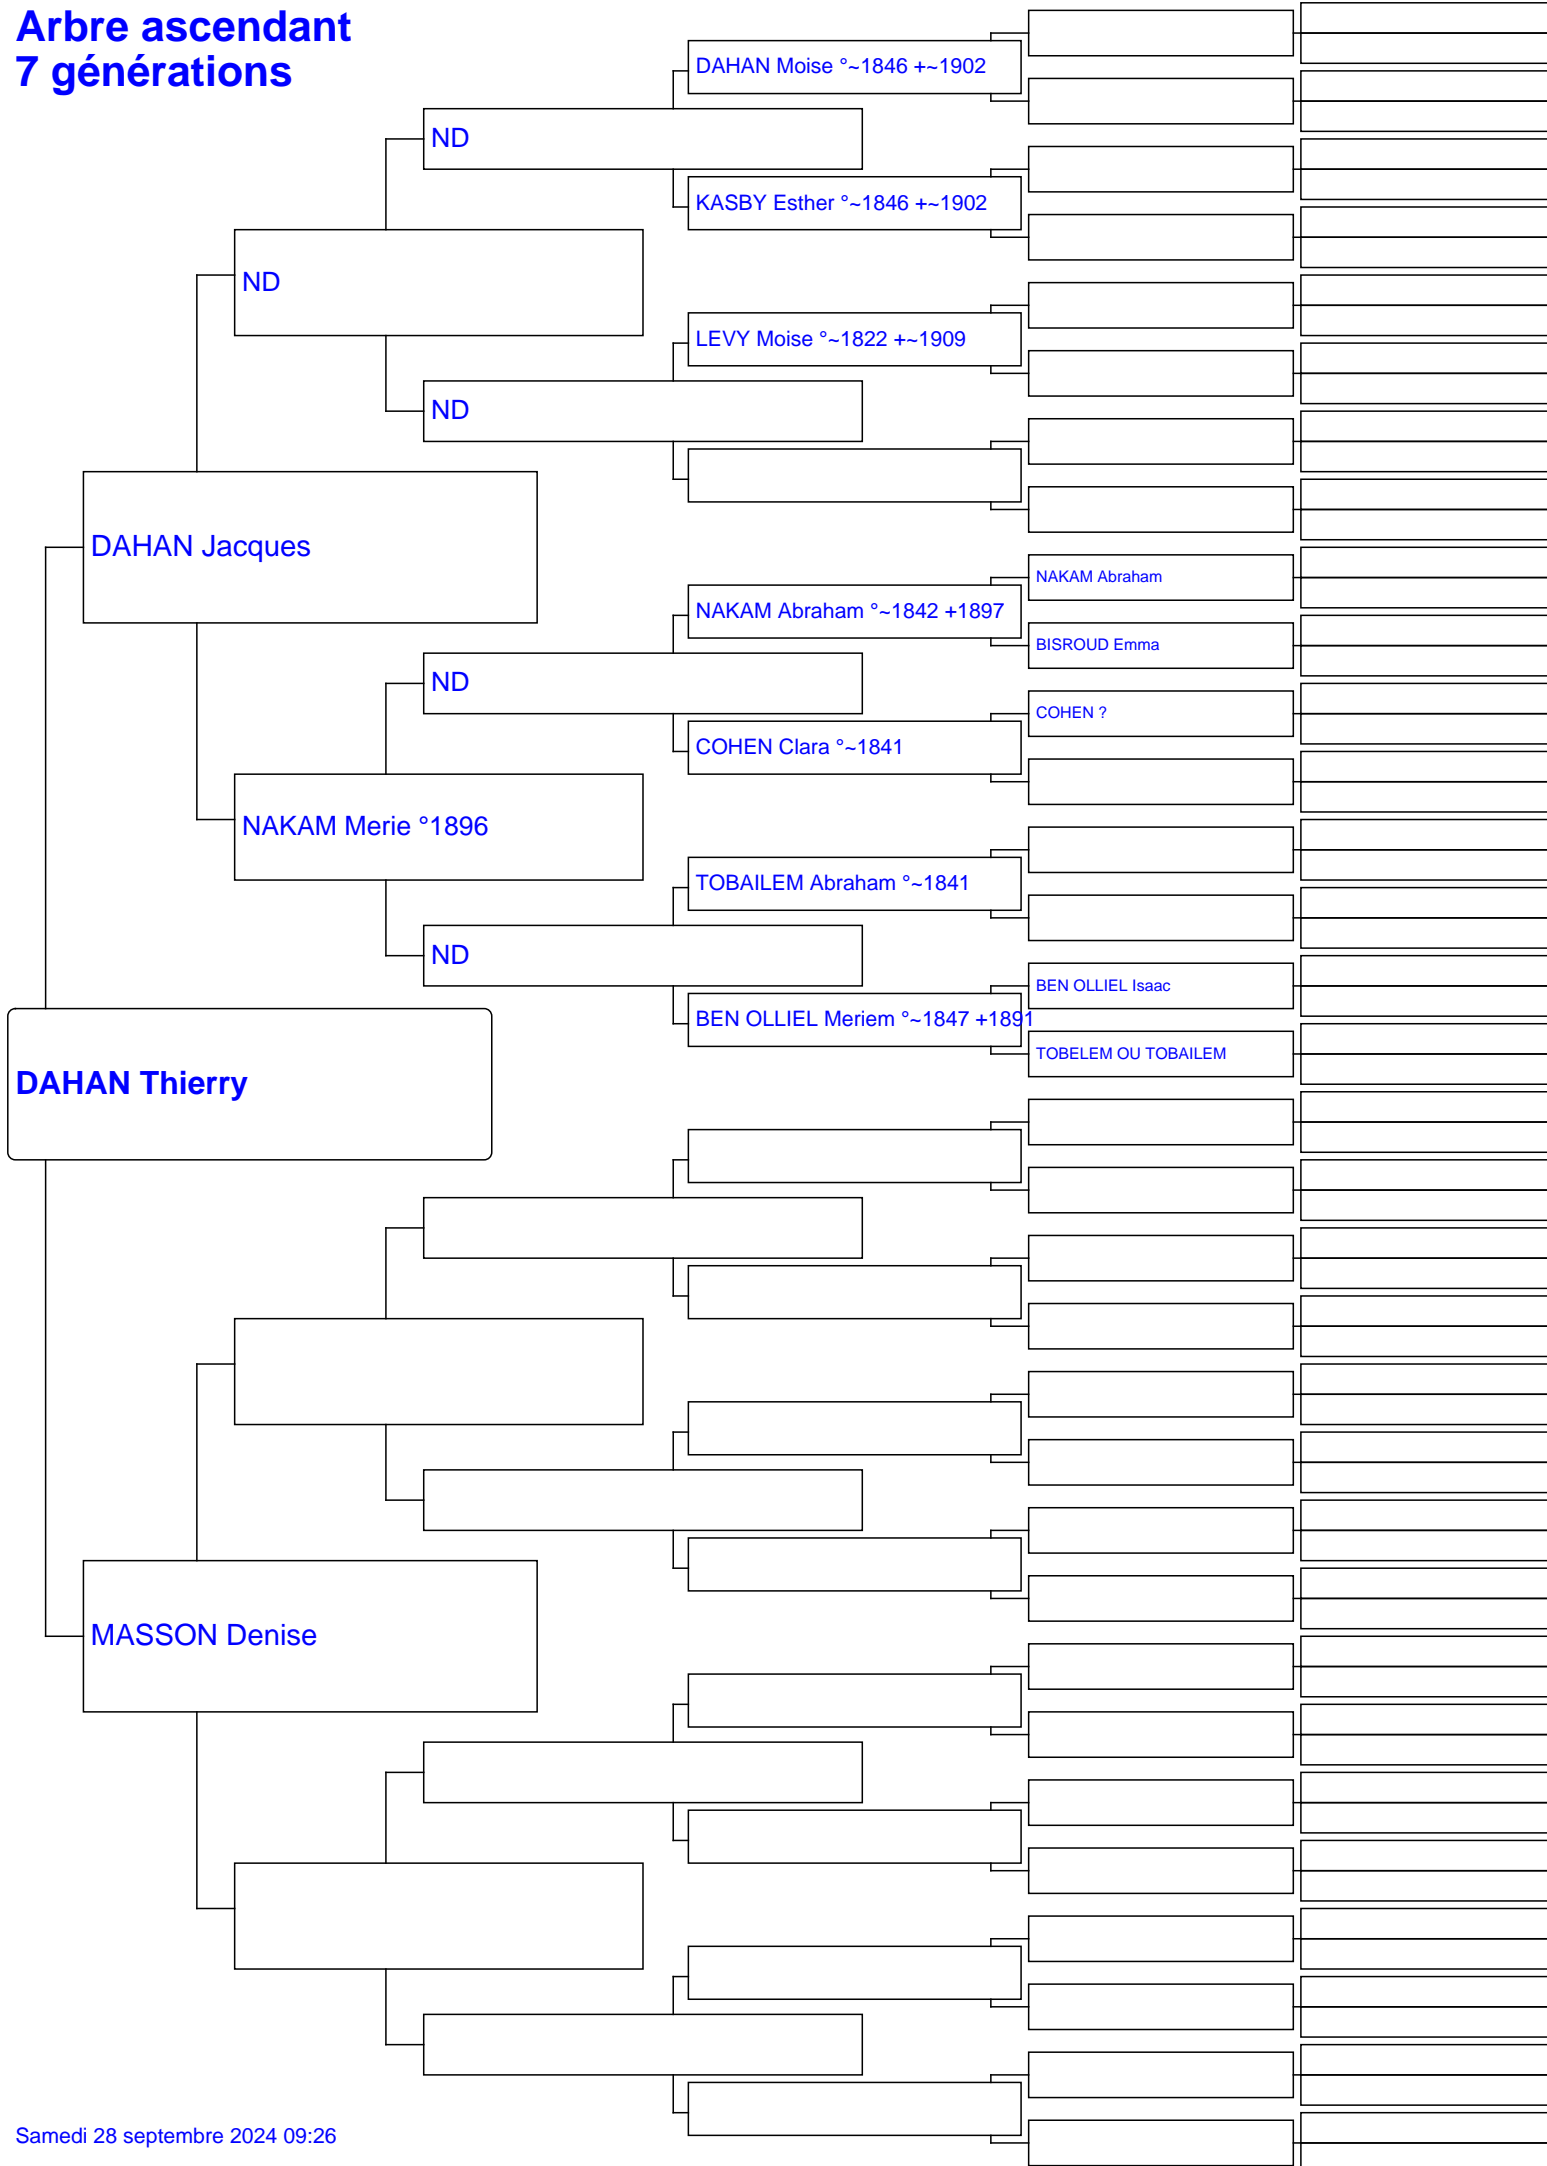 Arbre ascendant
7 générations
DAHAN Moise °~1846 +~1902
ND
KASBY Esther °~1846 +~1902
ND
LEVY Moise °~1822 +~1909
ND
DAHAN Jacques
NAKAM Abraham
NAKAM Abraham °~1842 +1897
BISROUD Emma
ND
COHEN ?
COHEN Clara °~1841
NAKAM Merie °1896
TOBAILEM Abraham °~1841
ND
BEN OLLIEL Isaac
BEN OLLIEL Meriem °~1847 +1891
TOBELEM OU TOBAILEM
DAHAN Thierry
MASSON Denise
Samedi 28 septembre 2024 09:26